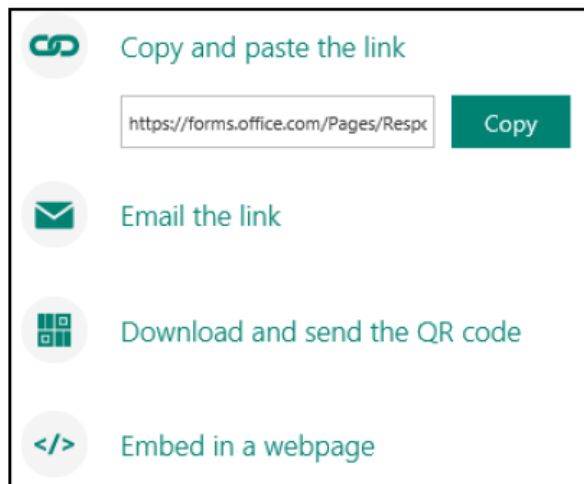 Copy and paste the link
https://forms.office.com/Pages/Respc Copy
Email the link
Download and send the QR code
</> Embed in a webpage